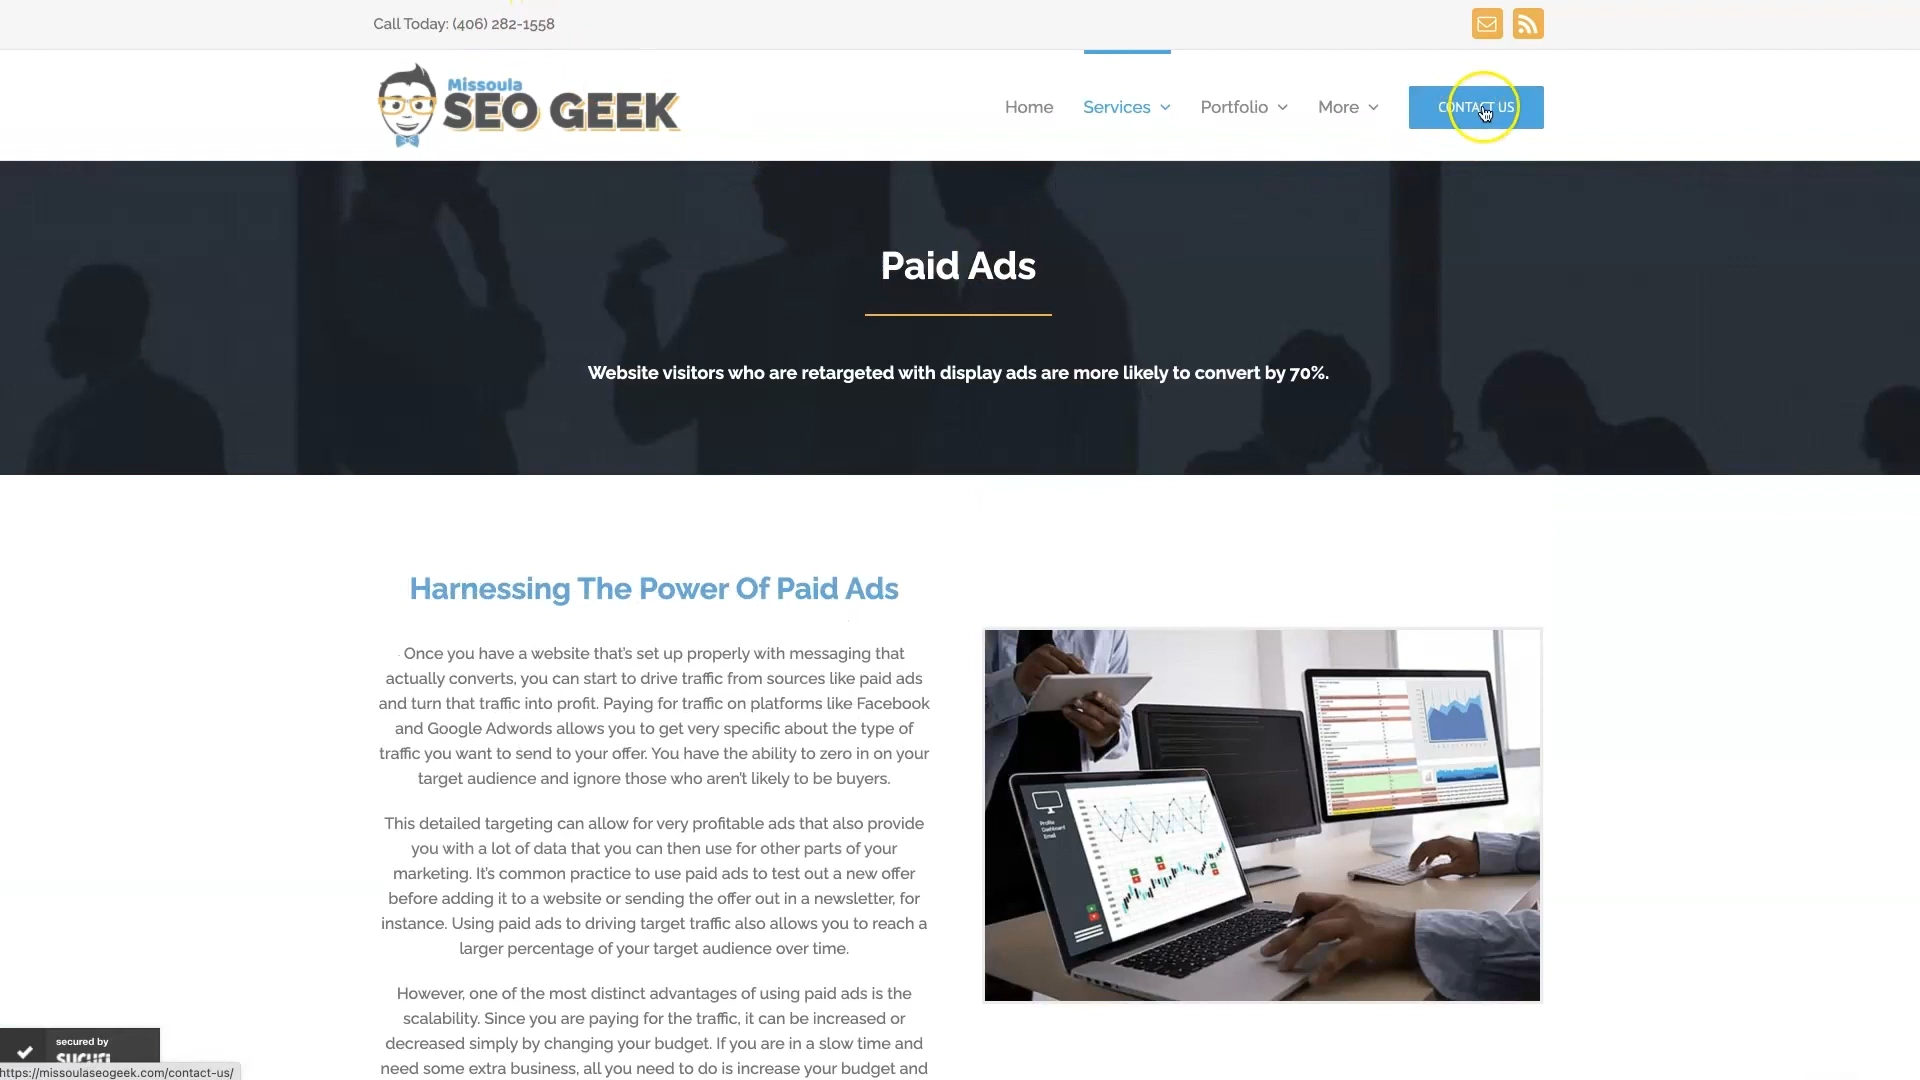 Call Today: (406) 282-1558
Missoula
SEO GEEK
Home
Services
Portfolio
More
CONTACT US
Paid Ads
Website visitors who are retargeted with display ads are more likely to convert by 70%.
Harnessing The Power Of Paid Ads
Once you have a website that's set up properly with messaging that
actually converts, you can start to drive traffic from sources like paid ads
and turn that traffic into profit. Paying for traffic on platforms like Facebook
and Google Adwords allows you to get very specific about the type of
traffic you want to send to your offer. You have the ability to zero in on your
target audience and ignore those who aren't likely to be buyers.
This detailed targeting can allow for very profitable ads that also provide
you with a lot of data that you can then use for other parts of your
marketing. It's common practice to use paid ads to test out a new offer
before adding it to a website or sending the offer out in a newsletter, for
instance. Using paid ads to driving target traffic also allows you to reach a
larger percentage of your target audience over time.
However, one of the most distinct advantages of using paid ads is the
scalability. Since you are paying for the traffic, it can be increased or
decreased simply by changing your budget. If you are in a slow time and
need some extra business, all you need to do is increase your budget and
Profile
Dashboard
Email
secured by
SUCURI
https://missoulaseogeek.com/contact-us/